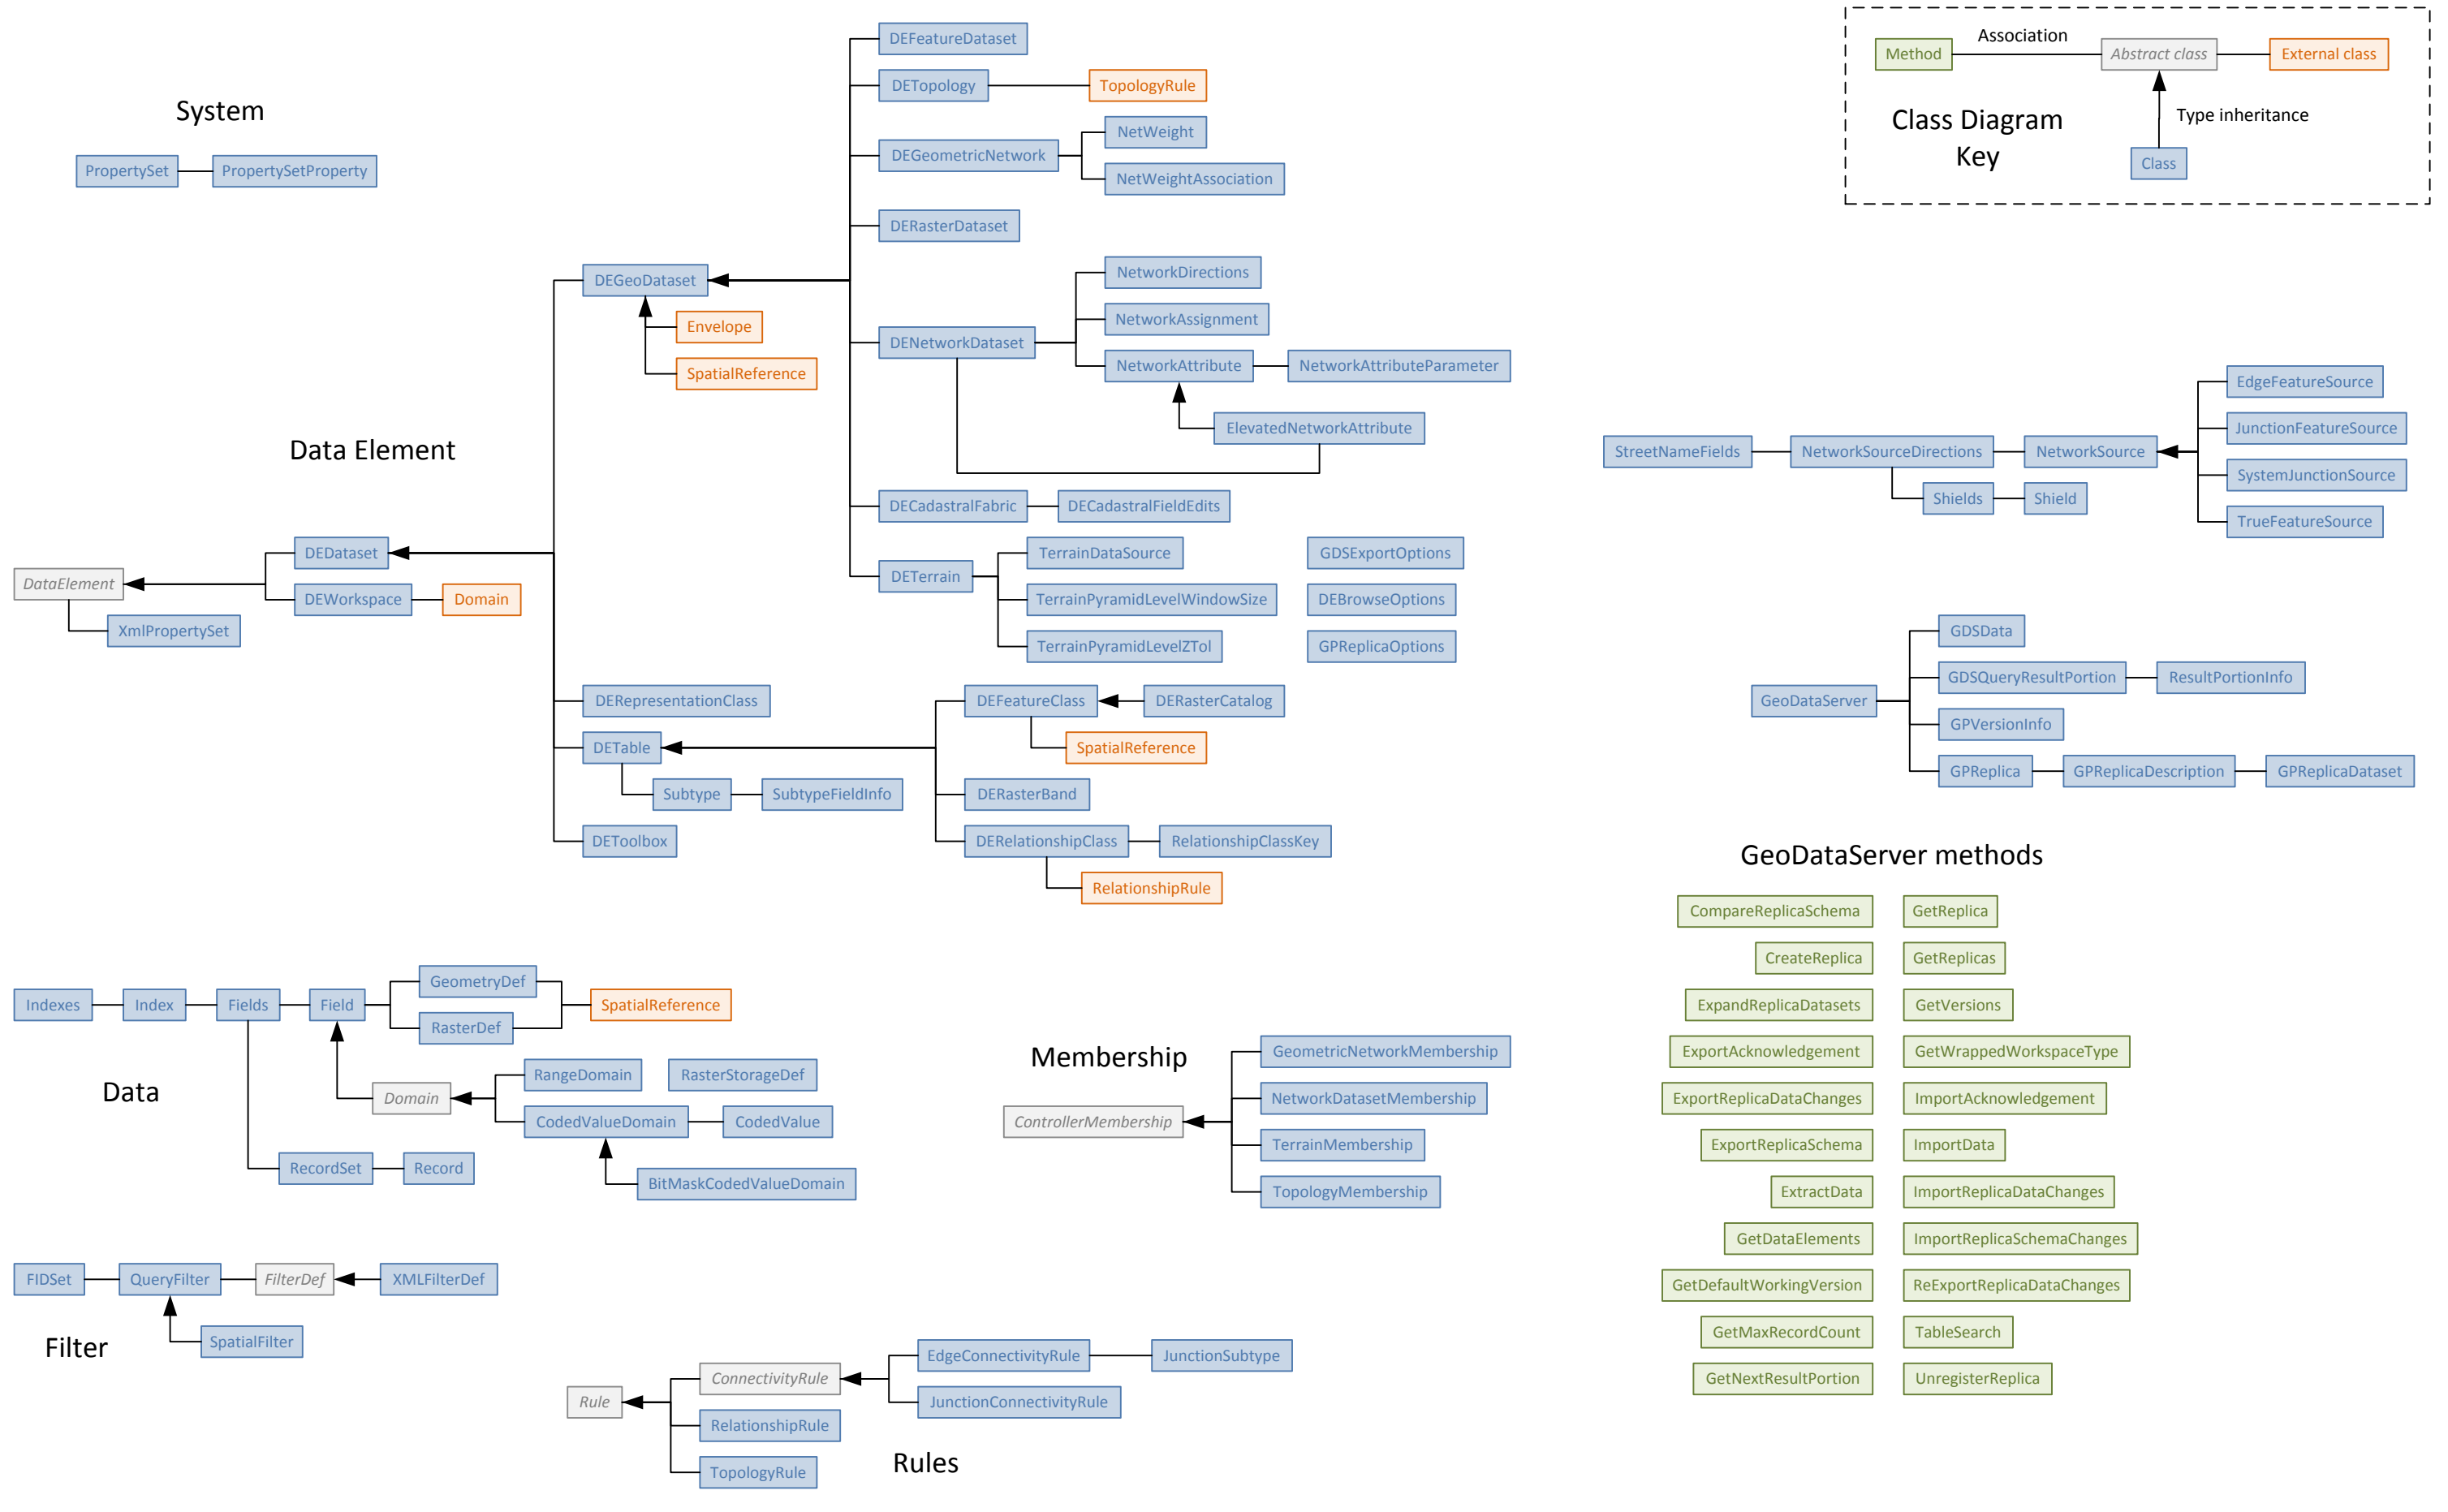 System
PropertySet
PropertySetProperty
Data Element
DataElement
XmlPropertySet
DEDataset
DEWorkspace
Domain
DEGeoDataset
Envelope
SpatialReference
DEFeatureDataset
DETopology
TopologyRule
DEGeometricNetwork
NetWeight
NetWeightAssociation
DERasterDataset
DENetworkDataset
NetworkDirections
NetworkAssignment
NetworkAttribute
NetworkAttributeParameter
ElevatedNetworkAttribute
DECadastralFabric
DECadastralFieldEdits
DETerrain
TerrainDataSource
TerrainPyramidLevelWindowSize
TerrainPyramidLevelZTol
GDSExportOptions
DEBrowseOptions
GPReplicaOptions
DERepresentationClass
DETable
Subtype
SubtypeFieldInfo
DEToolbox
DEFeatureClass
DERasterCatalog
SpatialReference
DERasterBand
DERelationshipClass
RelationshipClassKey
RelationshipRule
Method
Association
Abstract class
External class
Class Diagram
Key
Type inheritance
Class
StreetNameFields
NetworkSourceDirections
NetworkSource
Shields
Shield
EdgeFeatureSource
JunctionFeatureSource
SystemJunctionSource
TrueFeatureSource
GeoDataServer
GDSData
GDSQueryResultPortion
ResultPortionInfo
GPVersionInfo
GPReplica
GPReplicaDescription
GPReplicaDataset
GeoDataServer methods
CompareReplicaSchema
GetReplica
CreateReplica
GetReplicas
ExpandReplicaDatasets
GetVersions
ExportAcknowledgement
GetWrappedWorkspaceType
ExportReplicaDataChanges
ImportAcknowledgement
ExportReplicaSchema
ImportData
ExtractData
ImportReplicaDataChanges
GetDataElements
ImportReplicaSchemaChanges
GetDefaultWorkingVersion
ReExportReplicaDataChanges
GetMaxRecordCount
TableSearch
GetNextResultPortion
UnregisterReplica
Indexes
Index
Fields
Field
GeometryDef
RasterDef
SpatialReference
Data
Domain
RangeDomain
RasterStorageDef
CodedValueDomain
CodedValue
BitMaskCodedValueDomain
RecordSet
Record
Membership
ControllerMembership
GeometricNetworkMembership
NetworkDatasetMembership
TerrainMembership
TopologyMembership
FIDSet
QueryFilter
FilterDef
XMLFilterDef
SpatialFilter
Filter
Rule
ConnectivityRule
EdgeConnectivityRule
JunctionSubtype
JunctionConnectivityRule
RelationshipRule
TopologyRule
Rules